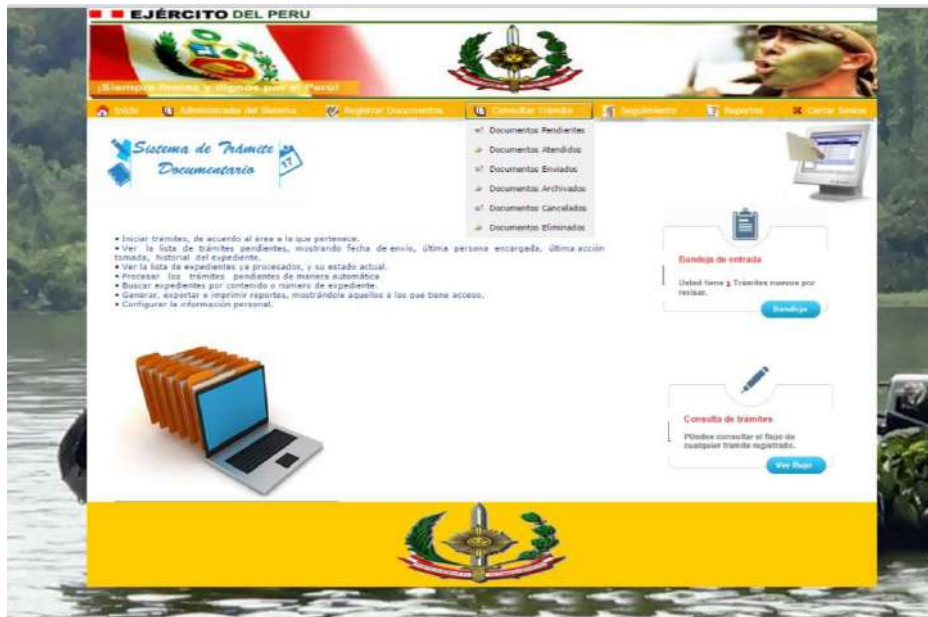 EJÉRCITO DEL PERU
¡Siempre firmes y dignos por el Perú!
Inicio Administrador del Sistema Registrar Documentos Consultar Trámite Seguimiento Reportes Cerrar Sesion
Documentos Pendientes
Documentos Atendidos
Documentos Enviados
Documentos Archivados
Documentos Cancelados
Documentos Eliminados
Sistema de Trámite
Documentario
17
• Iniciar trámites, de acuerdo al área a la que pertenece.
• Ver la lista de trámites pendientes, mostrando fecha de envio, última persona encargada, última acción
tomada, historial del expediente.
• Ver la lista de expedientes ya procesados, y su estado actual.
• Procesar los trámites pendientes de manera automática
• Buscar expedientes por contenido o número de expediente.
• Generar, exportar e imprimir reportes, mostrándole aquellos a los que tiene acceso.
• Configurar la información personal.
Bandeja de entrada
Usted tiene Trámites nuevos por
revisar.
Bandeja
Consulta de trámites
Puedes consultar el flujo de
cualquier tramite registrado.
Ver flujo